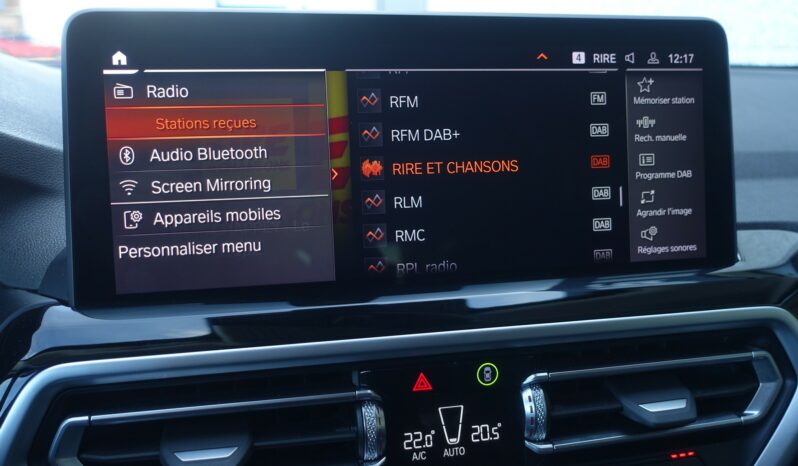 4 RIRE 12:17
Radio
Stations reçues
Audio Bluetooth
Screen Mirroring
Appareils mobiles
Personnaliser menu
RFM FM
RFM DAB+ DAB
RIRE ET CHANSONS DAB
RLM DAB
RMC DAB
RPL radio DAB
Mémoriser station
Rech. manuelle
Programme DAB
Agrandir l'image
Réglages sonores
22.0 20.5
A/C AUTO